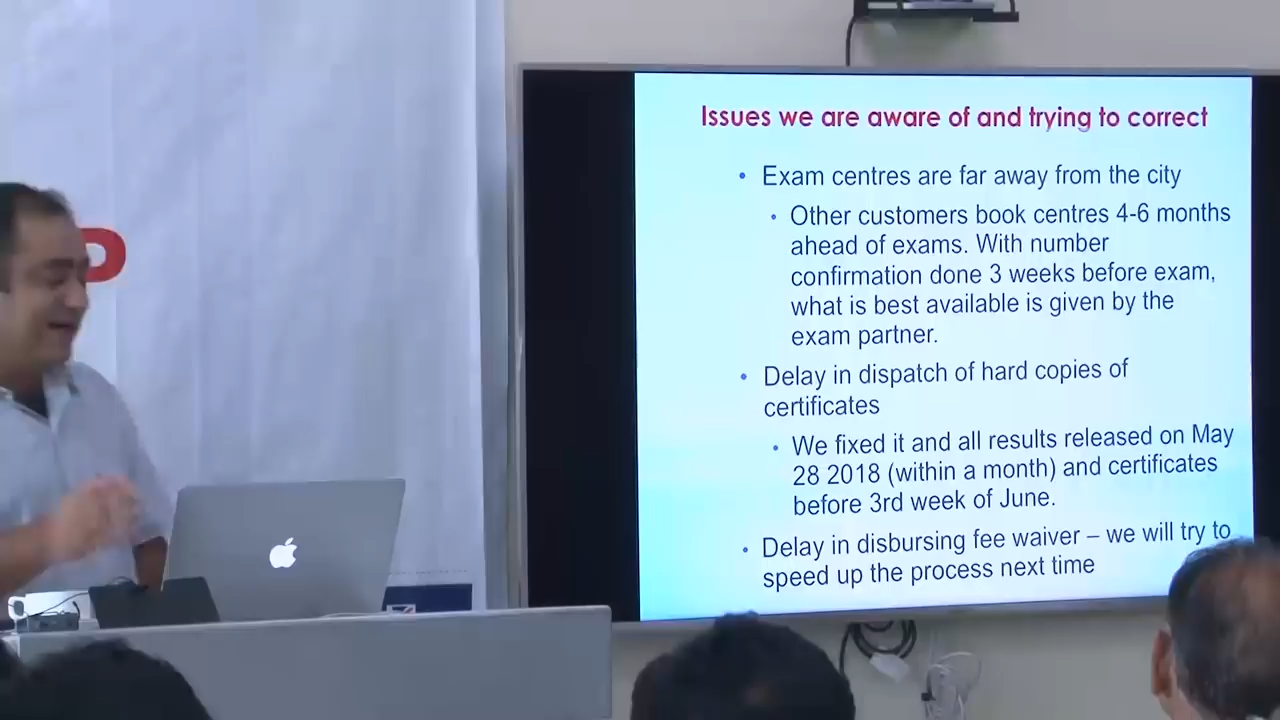 P
Issues we are aware of and trying to correct
• Exam centres are far away from the city
• Other customers book centres 4-6 months
ahead of exams. With number
confirmation done 3 weeks before exam,
what is best available is given by the
exam partner.
• Delay in dispatch of hard copies of
certificates
• We fixed it and all results released on May
28 2018 (within a month) and certificates
before 3rd week of June.
• Delay in disbursing fee waiver – we will try to
speed up the process next time